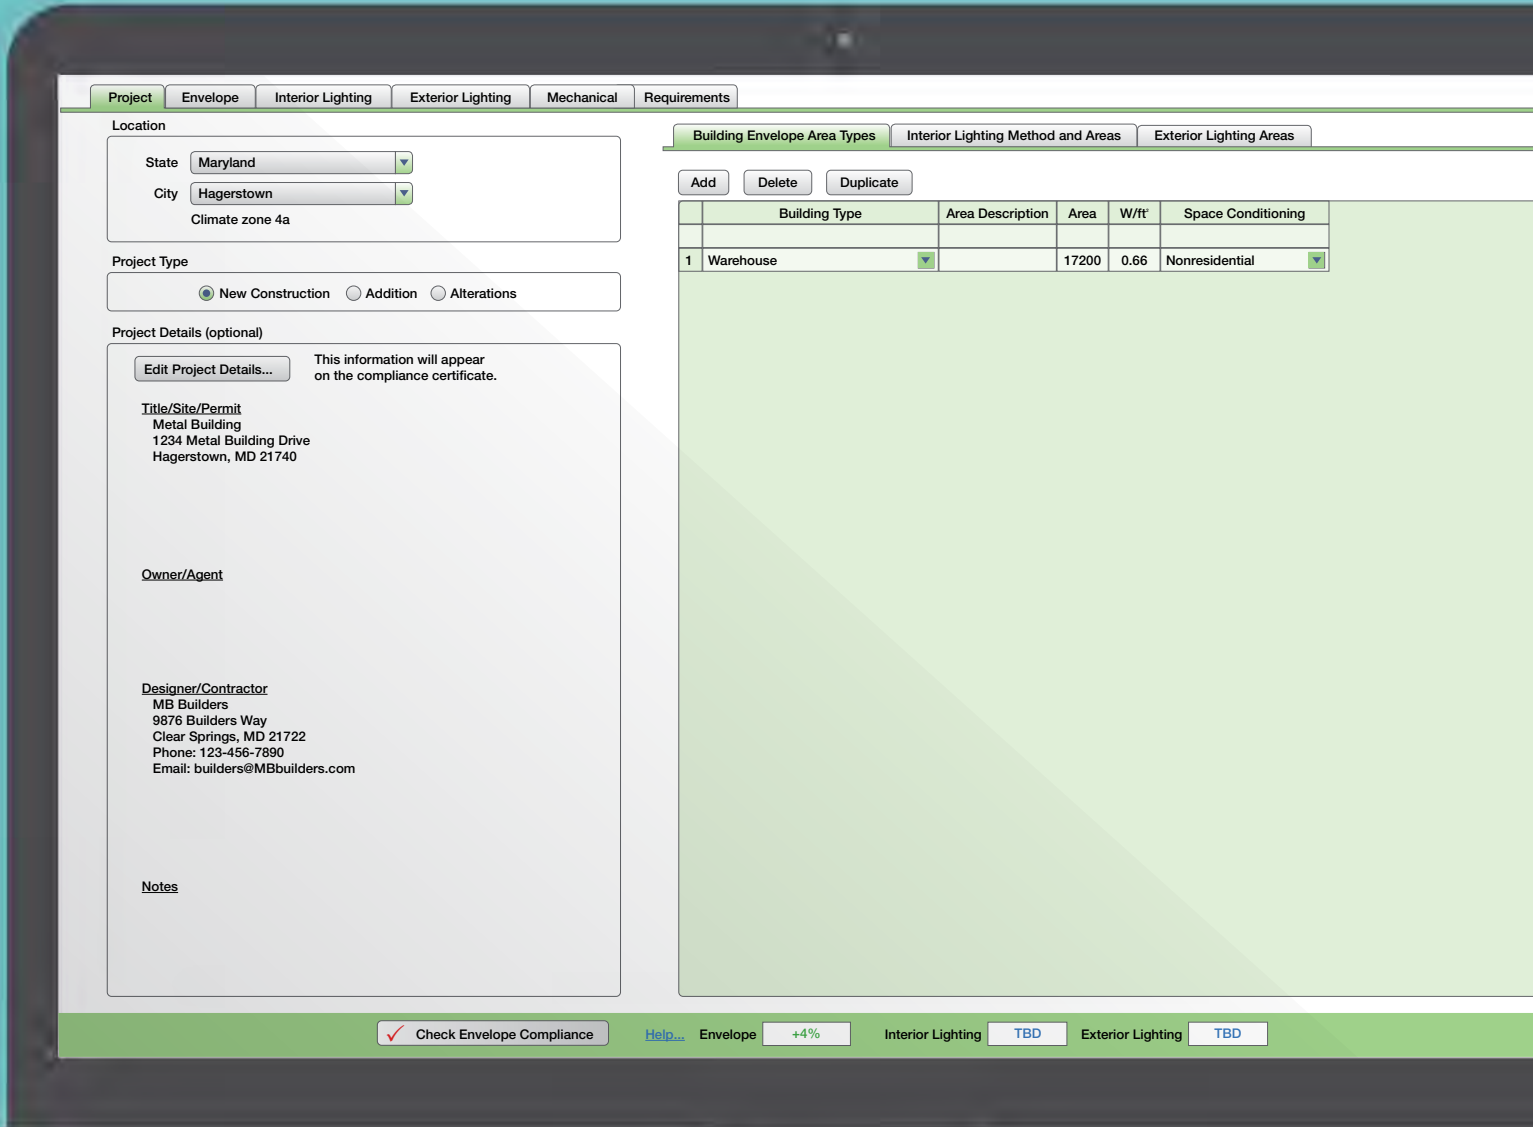 Project Envelope Interior Lighting Exterior Lighting Mechanical Requirements
Location
State Maryland
City Hagerstown
Climate zone 4a
Project Type
New Construction Addition Alterations
Project Details (optional)
Edit Project Details...
This information will appear
on the compliance certificate.
Title/Site/Permit
Metal Building
1234 Metal Building Drive
Hagerstown, MD 21740
Owner/Agent
Designer/Contractor
MB Builders
9876 Builders Way
Clear Springs, MD 21722
Phone: 123-456-7890
Email: builders@MBbuilders.com
Notes
Building Envelope Area Types Interior Lighting Method and Areas Exterior Lighting Areas
Add Delete Duplicate
Building Type Area Description Area W/ft² Space Conditioning
1 Warehouse 17200 0.66 Nonresidential
Check Envelope Compliance Help... Envelope +4% Interior Lighting TBD Exterior Lighting TBD